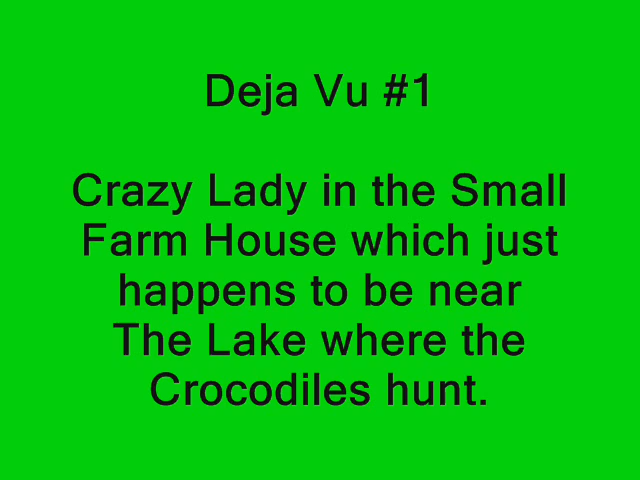 Deja Vu #1
Crazy Lady in the Small
Farm House which just
happens to be near
The Lake where the
Crocodiles hunt.